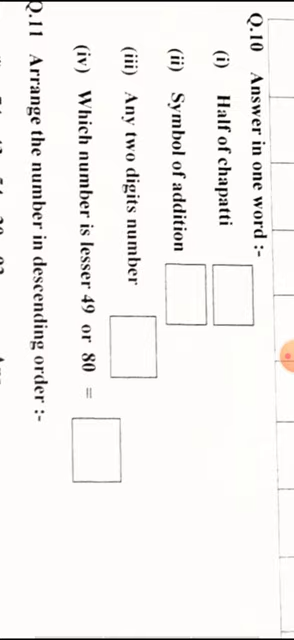 Q.10 Answer in one word :-
(i) Half of chapatti
(ii) Symbol of addition
(iii) Any two digits number
(iv) Which number is lesser 49 or 80 =
Q.11 Arrange the number in descending order :-